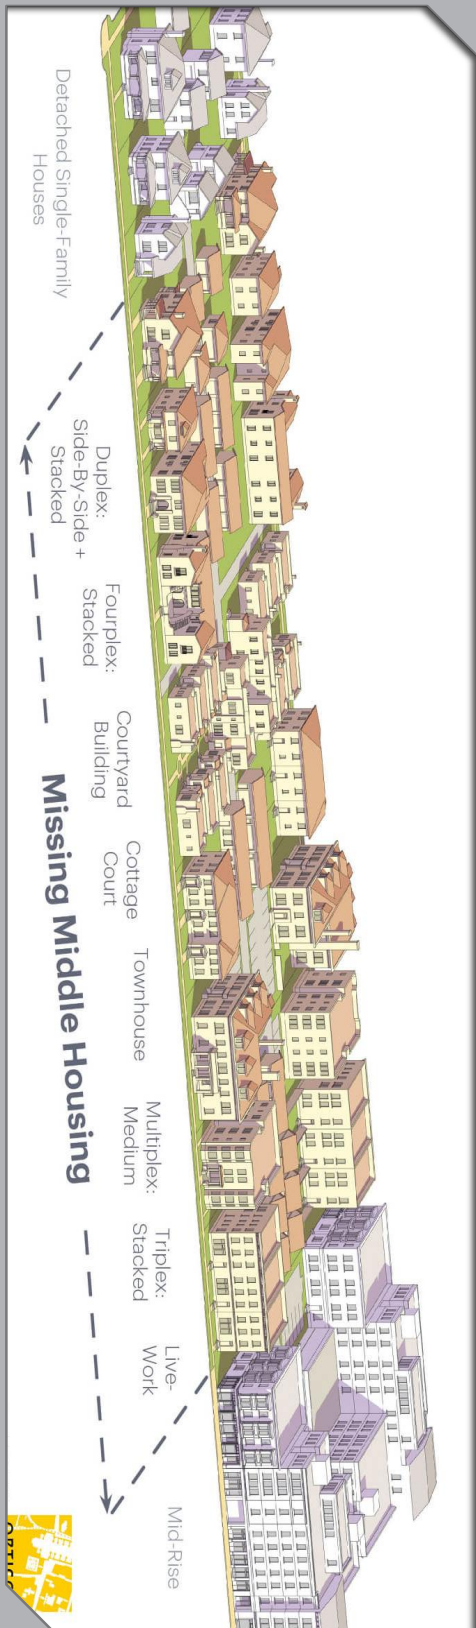 Detached Single-Family
Houses
Duplex:
Side-By-Side +
Stacked
Fourplex:
Stacked
Courtyard
Building
Cottage
Court
Townhouse
Multiplex:
Medium
Triplex:
Stacked
Live-
Work
Mid-Rise
Missing Middle Housing